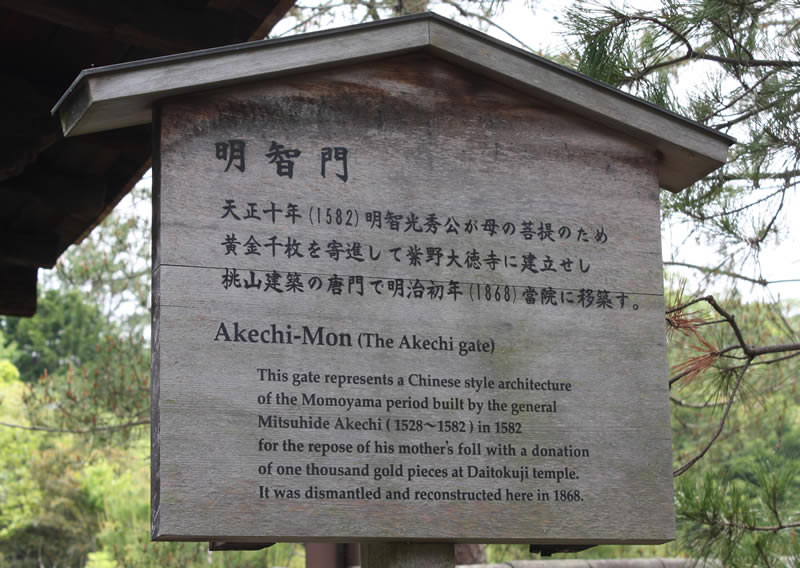 明智門
天正十年(1582)明智光秀公が母の菩提のため
黄金千枚を寄進して紫野大徳寺に建立せし
桃山建築の唐門で明治初年(1868)當院に移築す。
Akechi-Mon (The Akechi gate)
This gate represents a Chinese style architecture
of the Momoyama period built by the general
Mitsuhide Akechi ( 1528～1582 ) in 1582
for the repose of his mother's foll with a donation
of one thousand gold pieces at Daitokuji temple.
It was dismantled and reconstructed here in 1868.